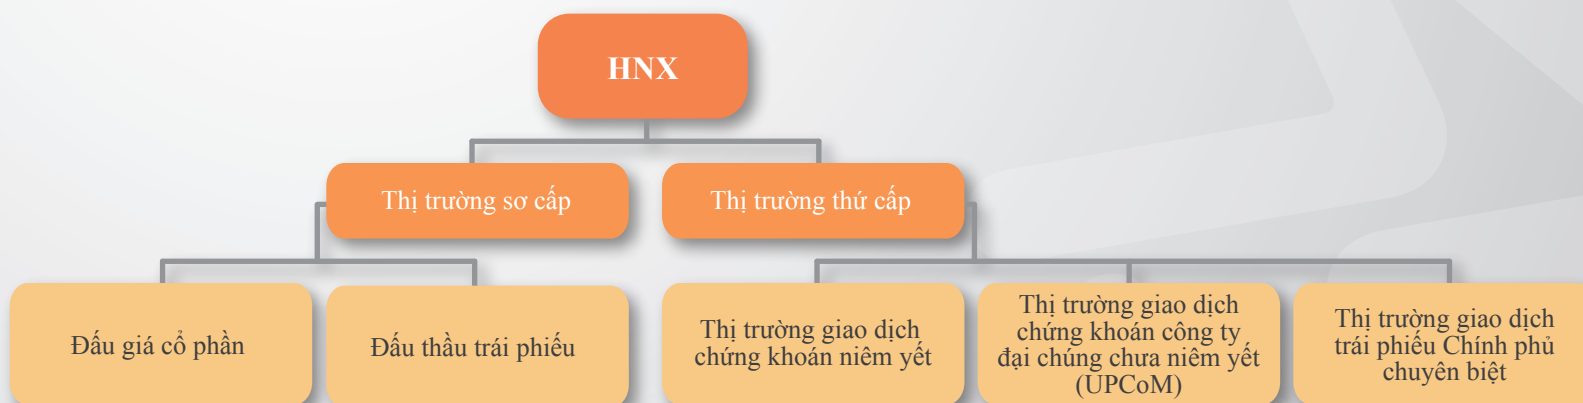 HNX
Thị trường sơ cấp
Thị trường thứ cấp
Đấu giá cổ phần
Đấu thầu trái phiếu
Thị trường giao dịch
chứng khoán niêm yết
Thị trường giao dịch
chứng khoán công ty
đại chúng chưa niêm yết
(UPCoM)
Thị trường giao dịch
trái phiếu Chính phủ
chuyên biệt